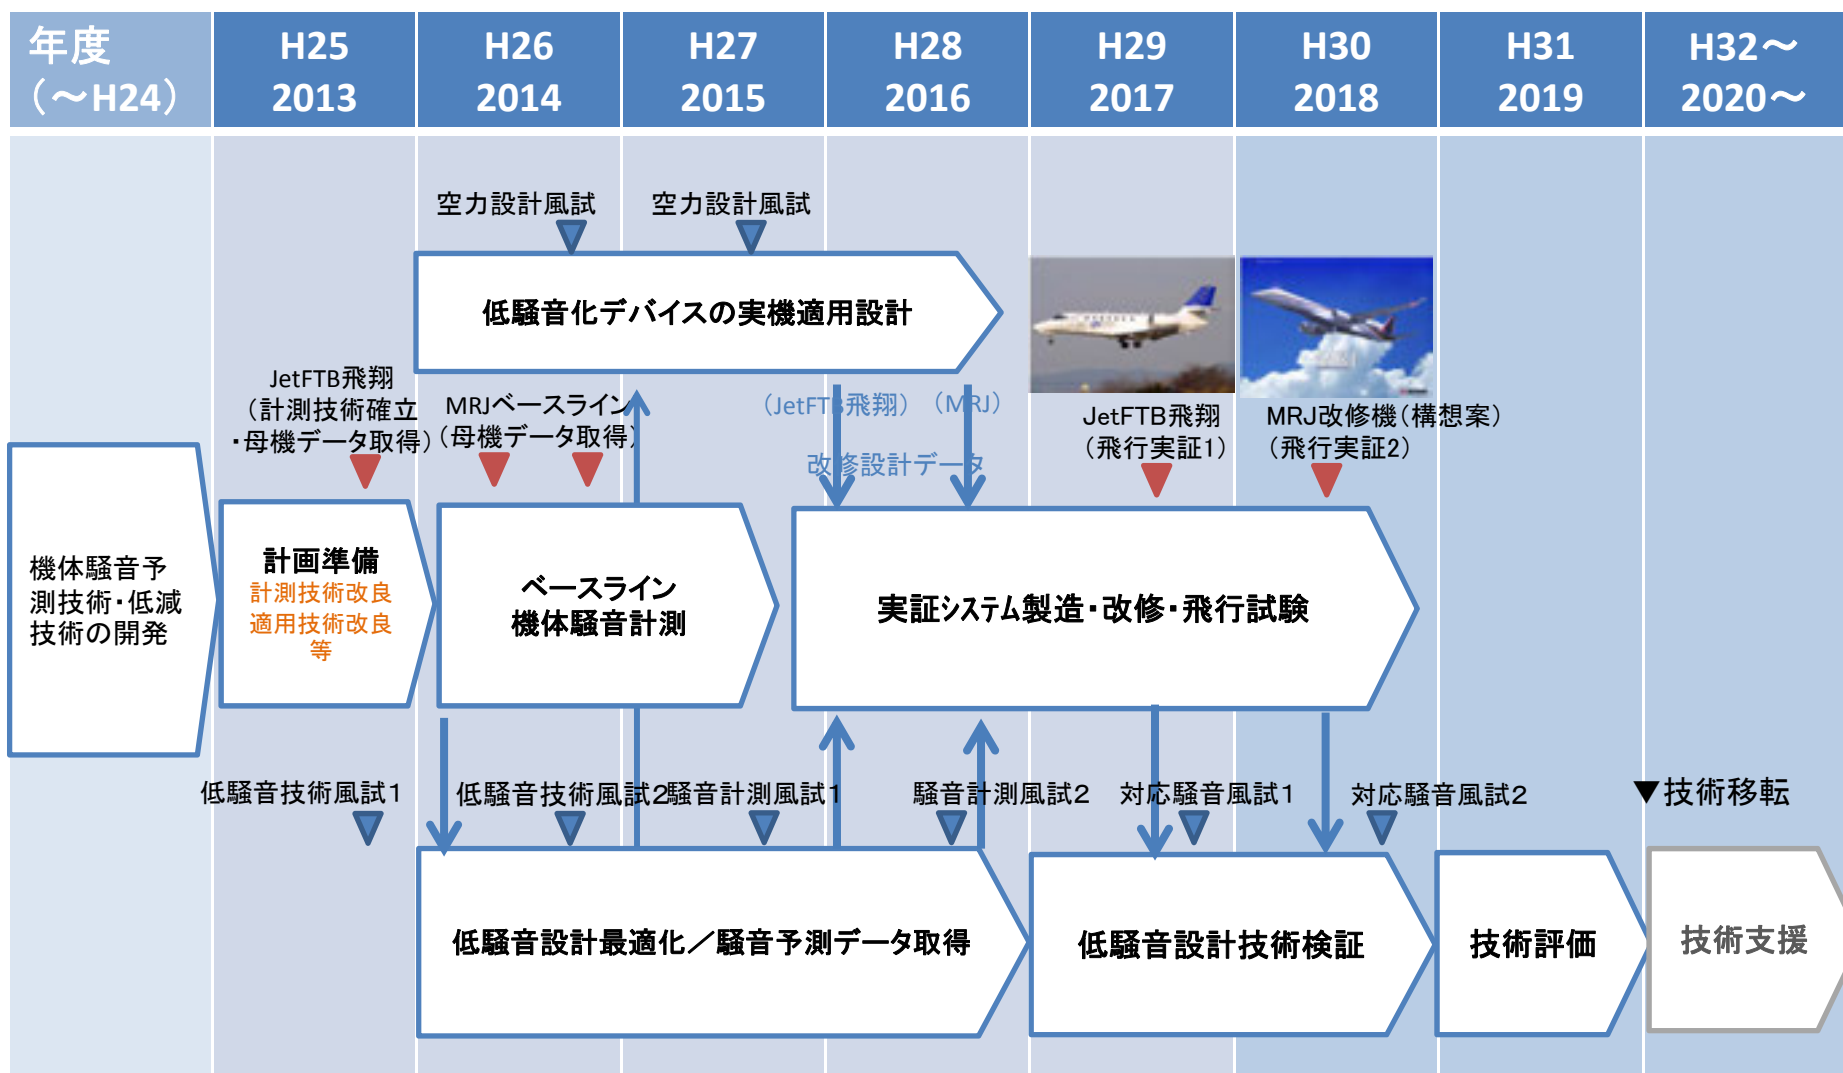 年度
（～H24）
H25
2013
H26
2014
H27
2015
H28
2016
H29
2017
H30
2018
H31
2019
H32～
2020～
空力設計風試
空力設計風試
低騒音化デバイスの実機適用設計
JetFTB飛翔
（計測技術確立
・母機データ取得）
MRJベースライン
（母機データ取得）
（JetFTB飛翔）
（MRJ）
改修設計データ
JetFTB飛翔
（飛行実証1）
MRJ改修機（構想案）
（飛行実証2）
機体騒音予
測技術・低減
技術の開発
計画準備
計測技術改良
適用技術改良
等
ベースライン
機体騒音計測
実証システム製造・改修・飛行試験
低騒音技術風試1
低騒音技術風試2
騒音計測風試1
騒音計測風試2
対応騒音風試1
対応騒音風試2
▼技術移転
低騒音設計最適化／騒音予測データ取得
低騒音設計技術検証
技術評価
技術支援